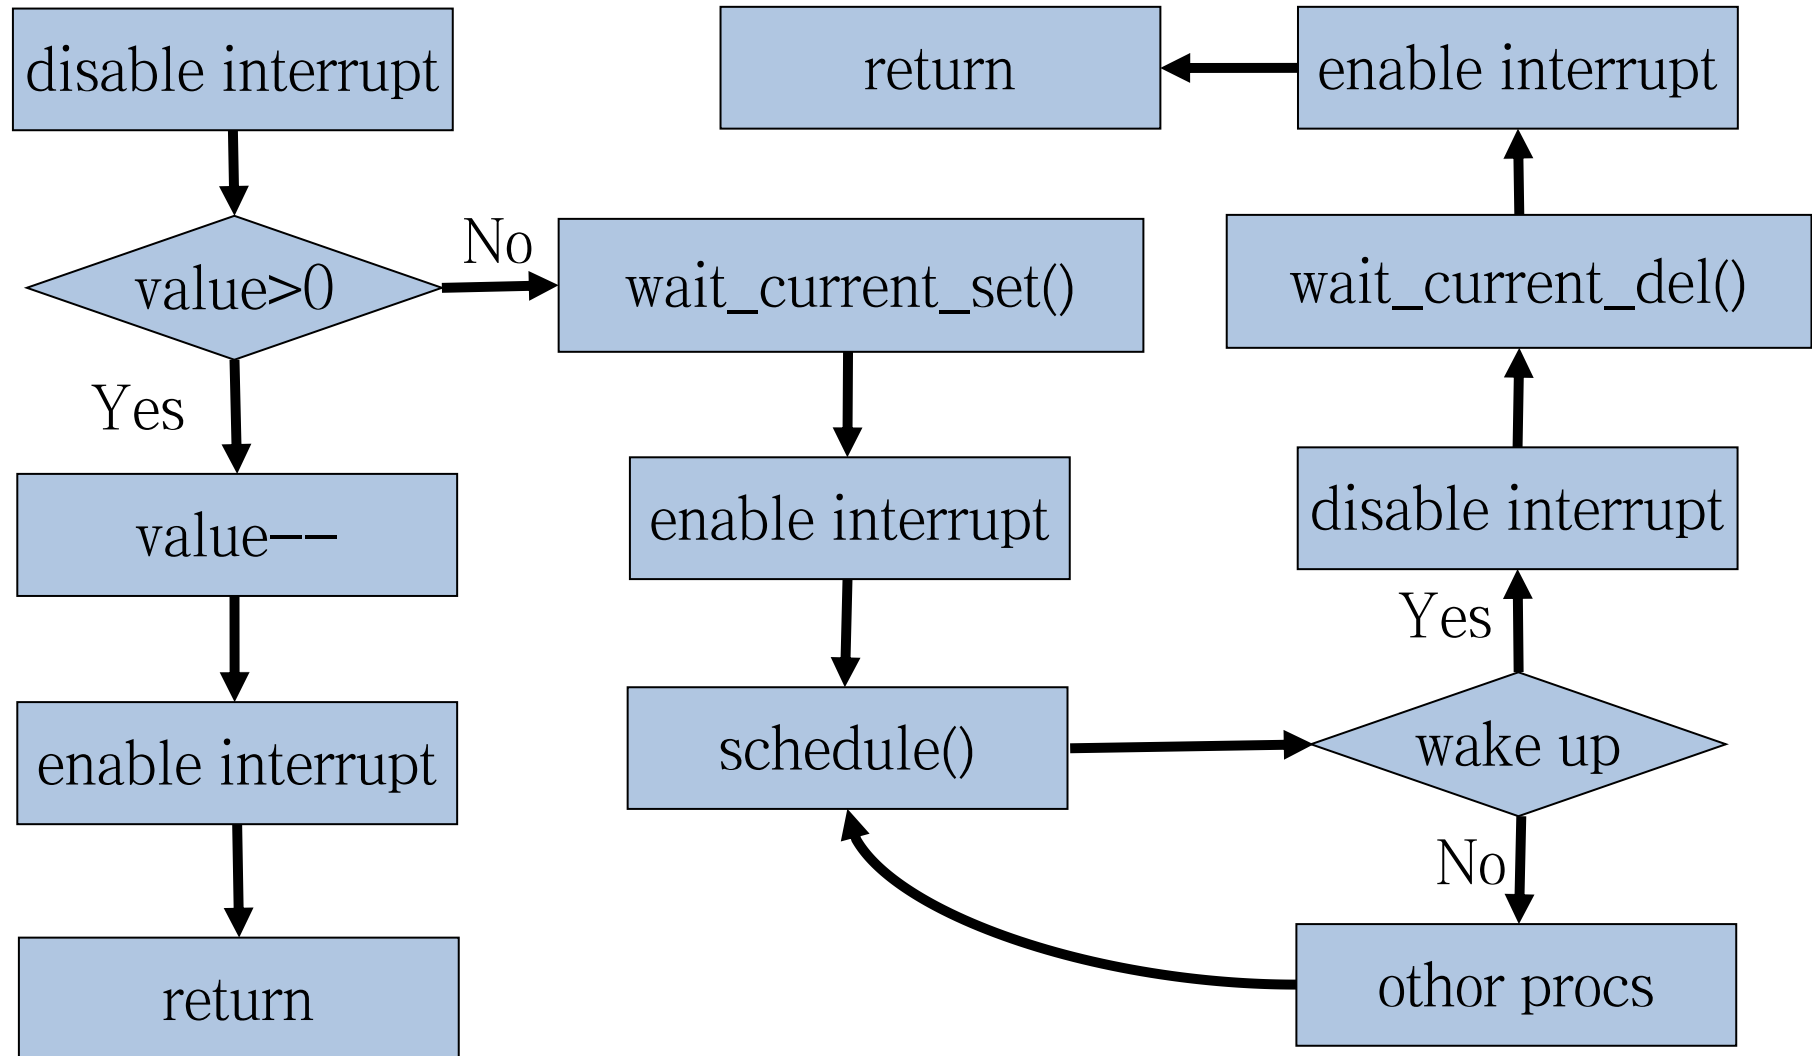 disable interrupt
return
enable interrupt
value>0
No
wait_current_set()
wait_current_del()
Yes
value--
enable interrupt
disable interrupt
Yes
enable interrupt
schedule()
wake up
No
return
othor procs